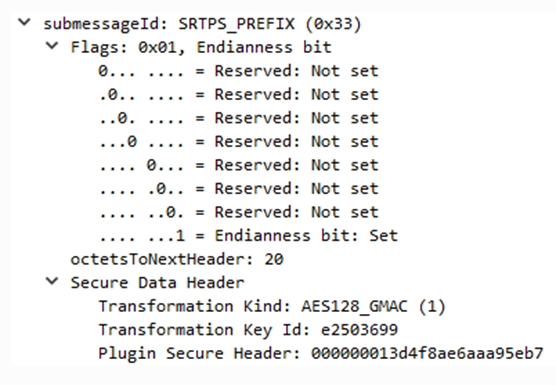 submessageId: SRTPS_PREFIX (0x33)
Flags: 0x01, Endianness bit
0... .... = Reserved: Not set
.0.. .... = Reserved: Not set
..0. .... = Reserved: Not set
...0 .... = Reserved: Not set
.... 0... = Reserved: Not set
.... .0.. = Reserved: Not set
.... ..0. = Reserved: Not set
.... ...1 = Endianness bit: Set
octetsToNextHeader: 20
Secure Data Header
Transformation Kind: AES128_GMAC (1)
Transformation Key Id: e2503699
Plugin Secure Header: 000000013d4f8ae6aaa95eb7